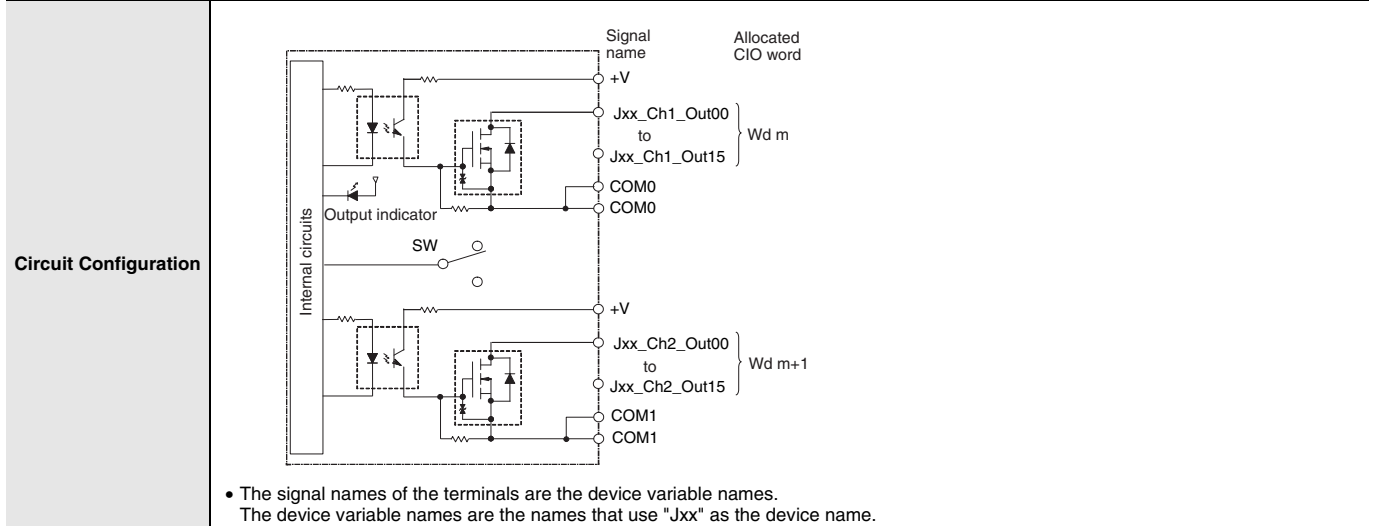 Circuit Configuration
Signal name
Allocated CIO word
+V
Jxx_Ch1_Out00
to
Jxx_Ch1_Out15
Wd m
COM0
COM0
Output indicator
Internal circuits
SW
+V
Jxx_Ch2_Out00
to
Jxx_Ch2_Out15
Wd m+1
COM1
COM1
• The signal names of the terminals are the device variable names.
The device variable names are the names that use "Jxx" as the device name.